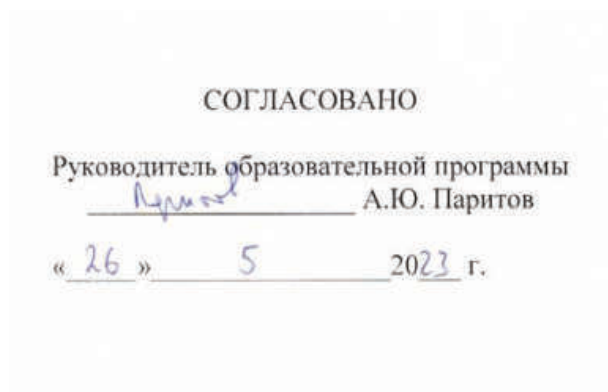 СОГЛАСОВАНО
Руководитель образовательной программы
А.Ю. Паритов
« 26 » 5 2023 г.